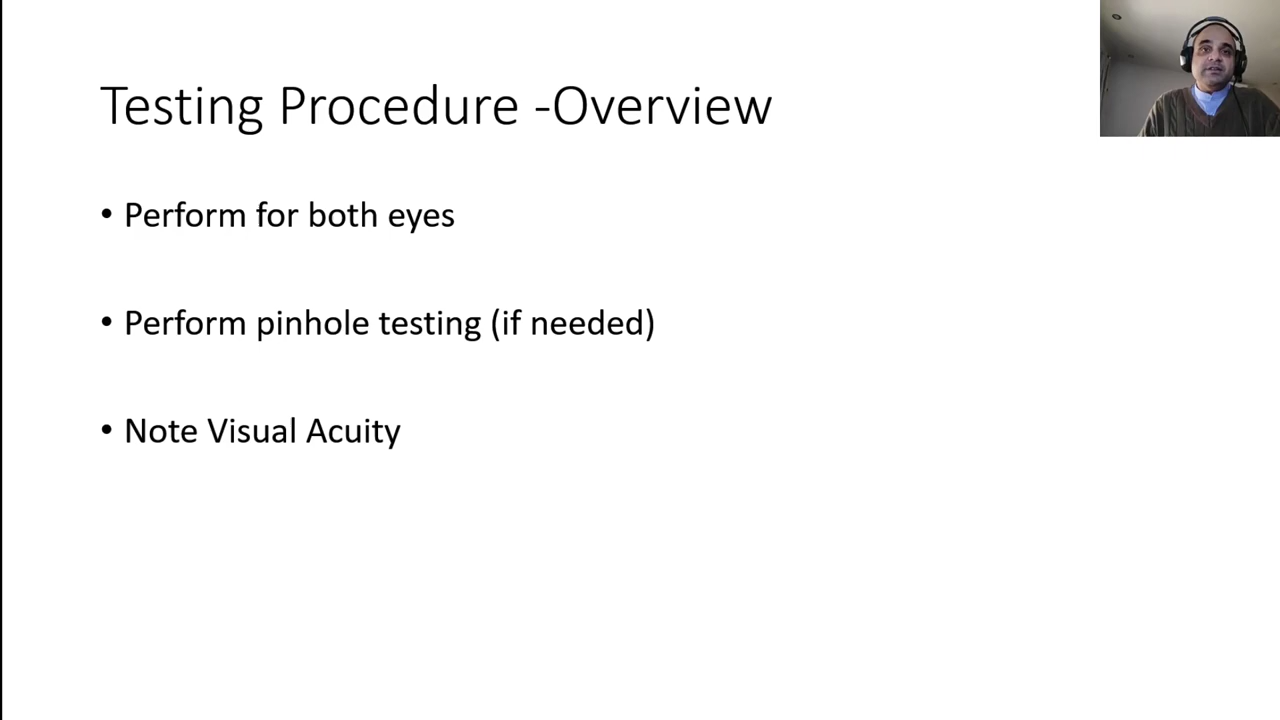 Testing Procedure -Overview
• Perform for both eyes
• Perform pinhole testing (if needed)
• Note Visual Acuity